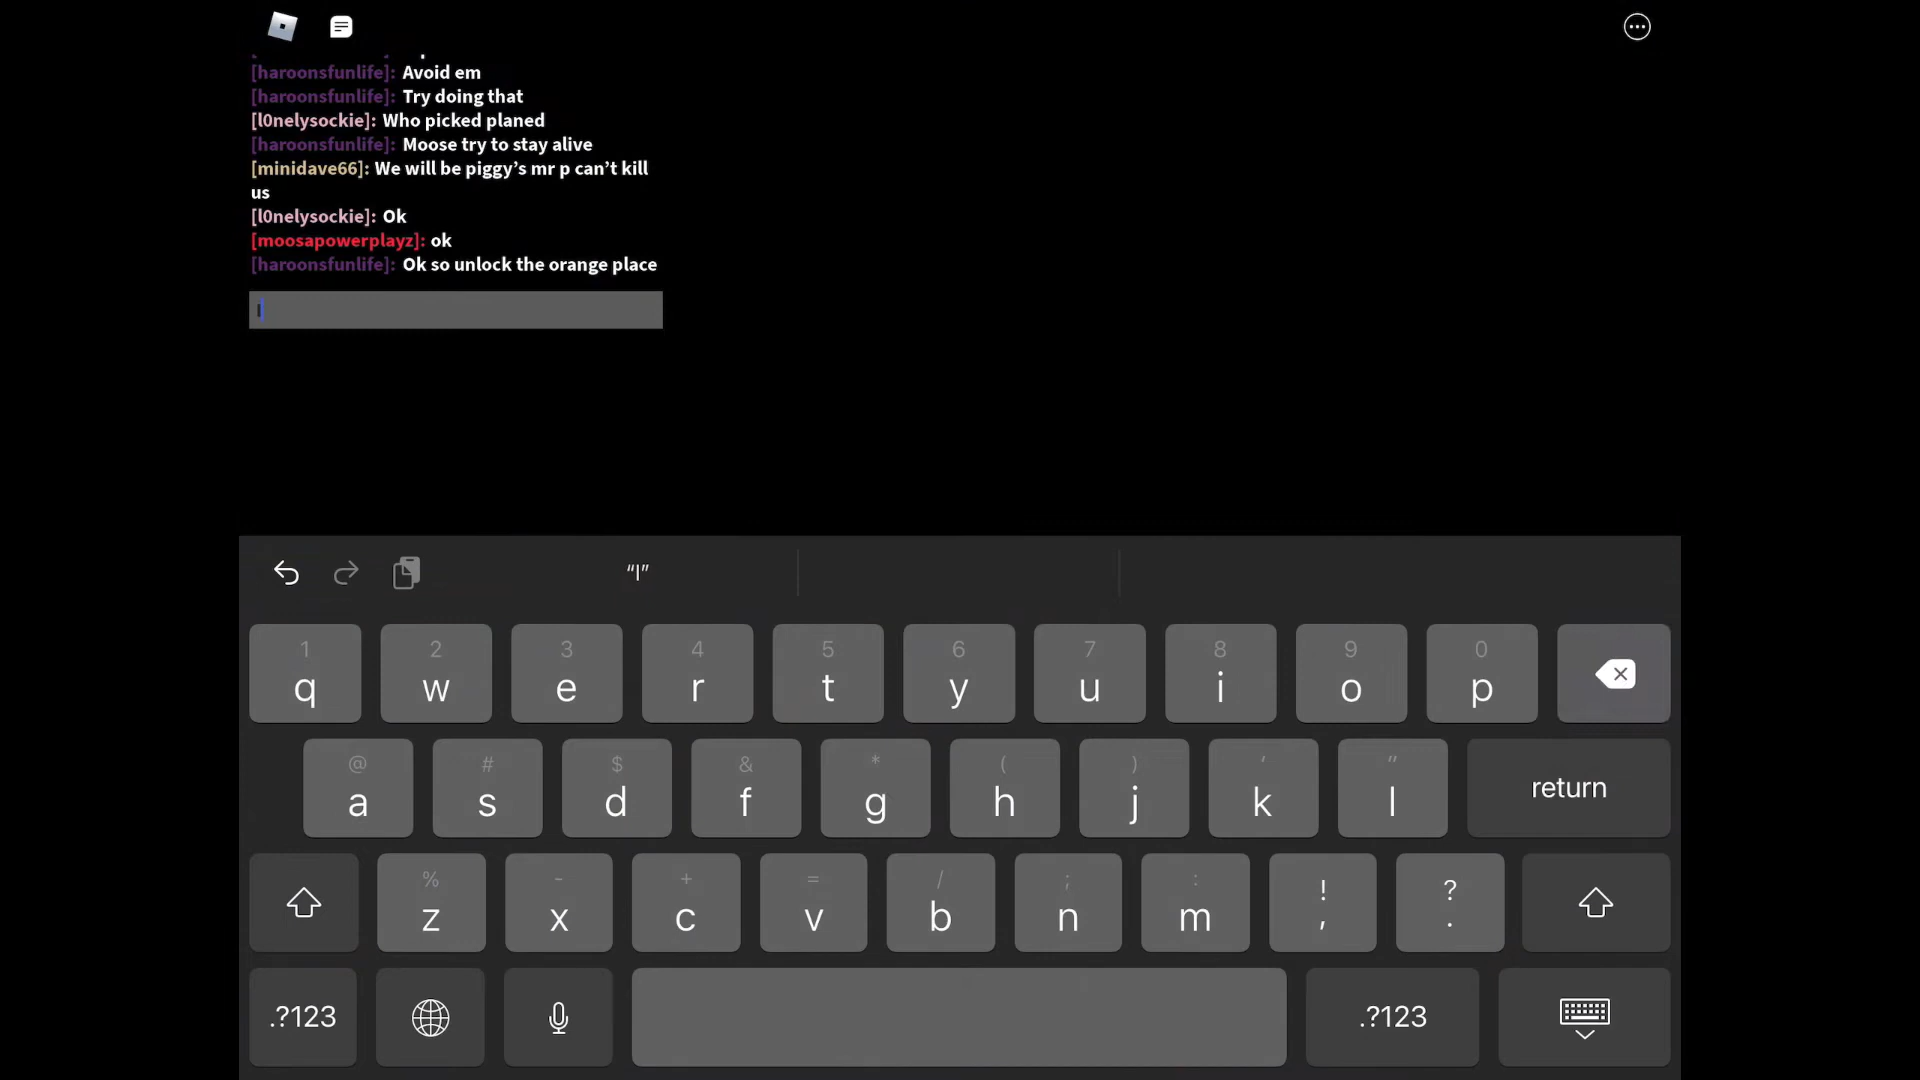 [haroonsfunlife]: Avoid em
[haroonsfunlife]: Try doing that
[l0nelysockie]: Who picked planed
[haroonsfunlife]: Moose try to stay alive
[minidave66]: We will be piggy’s mr p can’t kill
us
[l0nelysockie]: Ok
[moosapowerplayz]: ok
[haroonsfunlife]: Ok so unlock the orange place
I
“I”
1 2 3 4 5 6 7 8 9 0
q w e r t y u i o p
@ # $ & * ( ) ‘ “
a s d f g h j k l return
% - + = / ; : ! ?
z x c v b n m , .
.?123 .?123